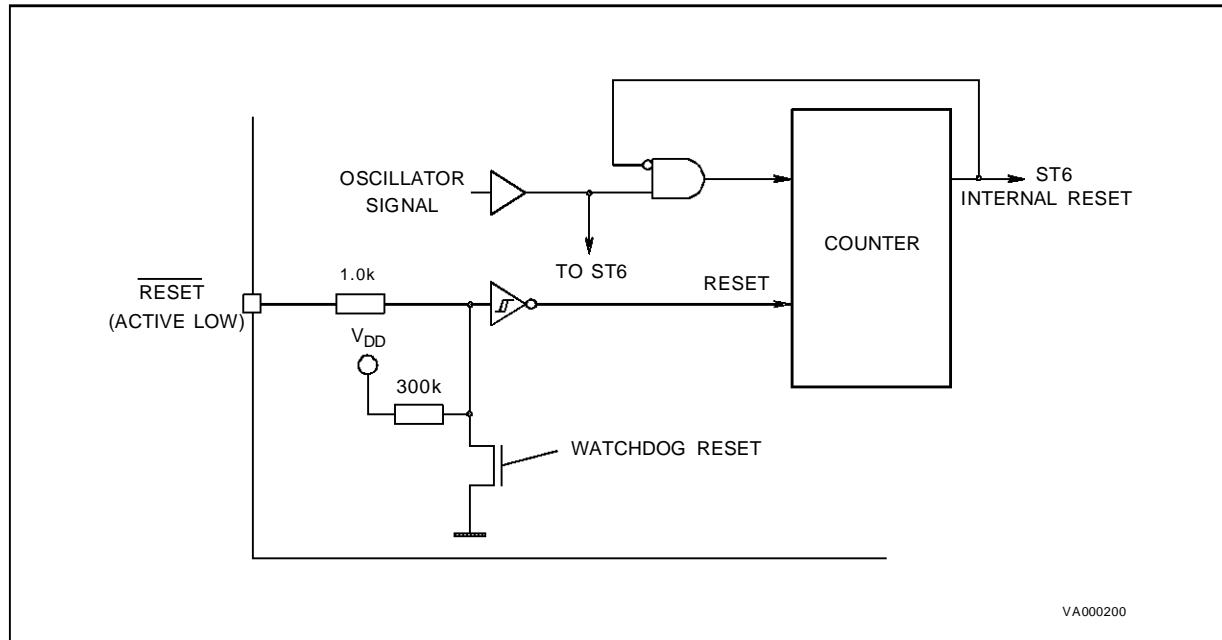 OSCILLATOR
SIGNAL
TO ST6
ST6
INTERNAL RESET
COUNTER
RESET
RESET
(ACTIVE LOW)
1.0k
VDD
300k
WATCHDOG RESET
VA000200